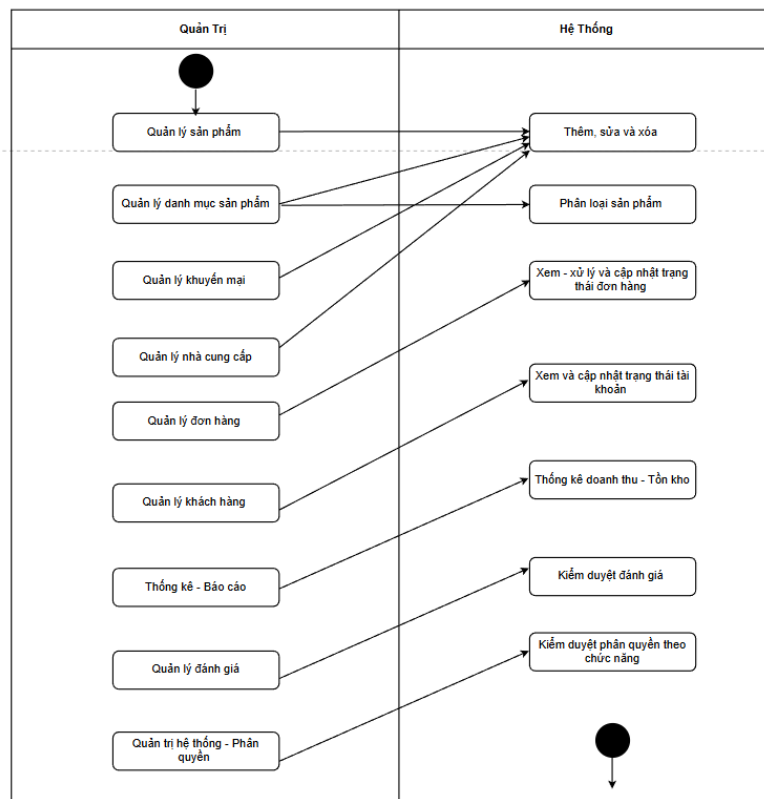 Quản Trị
Hệ Thống
Quản lý sản phẩm
Thêm, sửa và xóa
Quản lý danh mục sản phẩm
Phân loại sản phẩm
Quản lý khuyến mại
Xem - xử lý và cập nhật trạng
thái đơn hàng
Quản lý nhà cung cấp
Xem và cập nhật trạng thái tài
khoản
Quản lý đơn hàng
Thống kê doanh thu - Tồn kho
Quản lý khách hàng
Kiểm duyệt đánh giá
Thống kê - Báo cáo
Kiểm duyệt phân quyền theo
chức năng
Quản lý đánh giá
Quản trị hệ thống - Phân
quyền